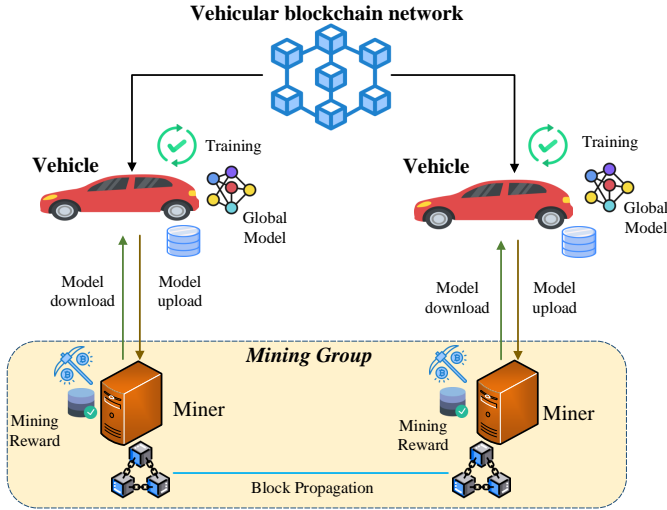 Vehicular blockchain network
Training
Vehicle
Global
Model
Model
download
Model
upload
Training
Vehicle
Global
Model
Model
download
Model
upload
Mining Group
Miner
Mining
Reward
Miner
Mining
Reward
Block Propagation